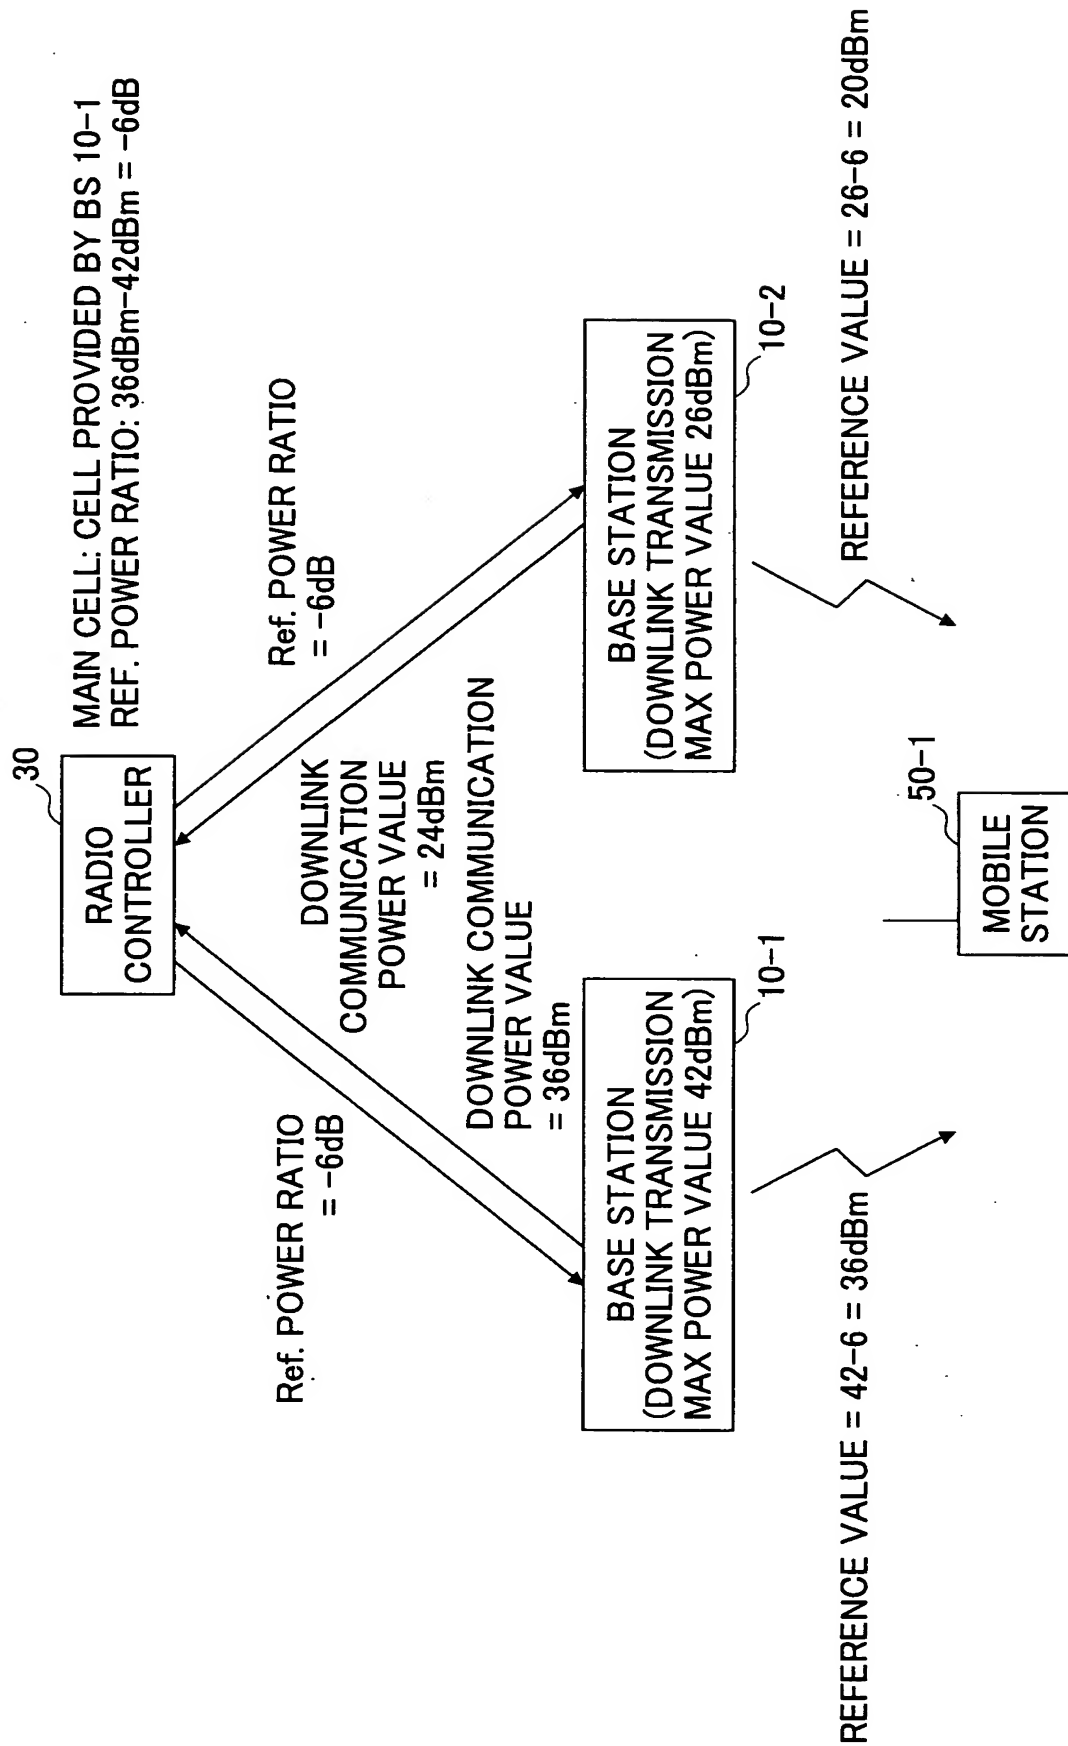 30
RADIO
CONTROLLER
MAIN CELL: CELL PROVIDED BY BS 10-1
REF. POWER RATIO: 36dBm-42dBm = -6dB
Ref. POWER RATIO
= -6dB
DOWNLINK
COMMUNICATION
POWER VALUE
= 24dBm
Ref. POWER RATIO
= -6dB
DOWNLINK COMMUNICATION
POWER VALUE
= 36dBm
BASE STATION
(DOWNLINK TRANSMISSION
MAX POWER VALUE 42dBm)
10-1
BASE STATION
(DOWNLINK TRANSMISSION
MAX POWER VALUE 26dBm)
10-2
REFERENCE VALUE = 42-6 = 36dBm
REFERENCE VALUE = 26-6 = 20dBm
50-1
MOBILE
STATION